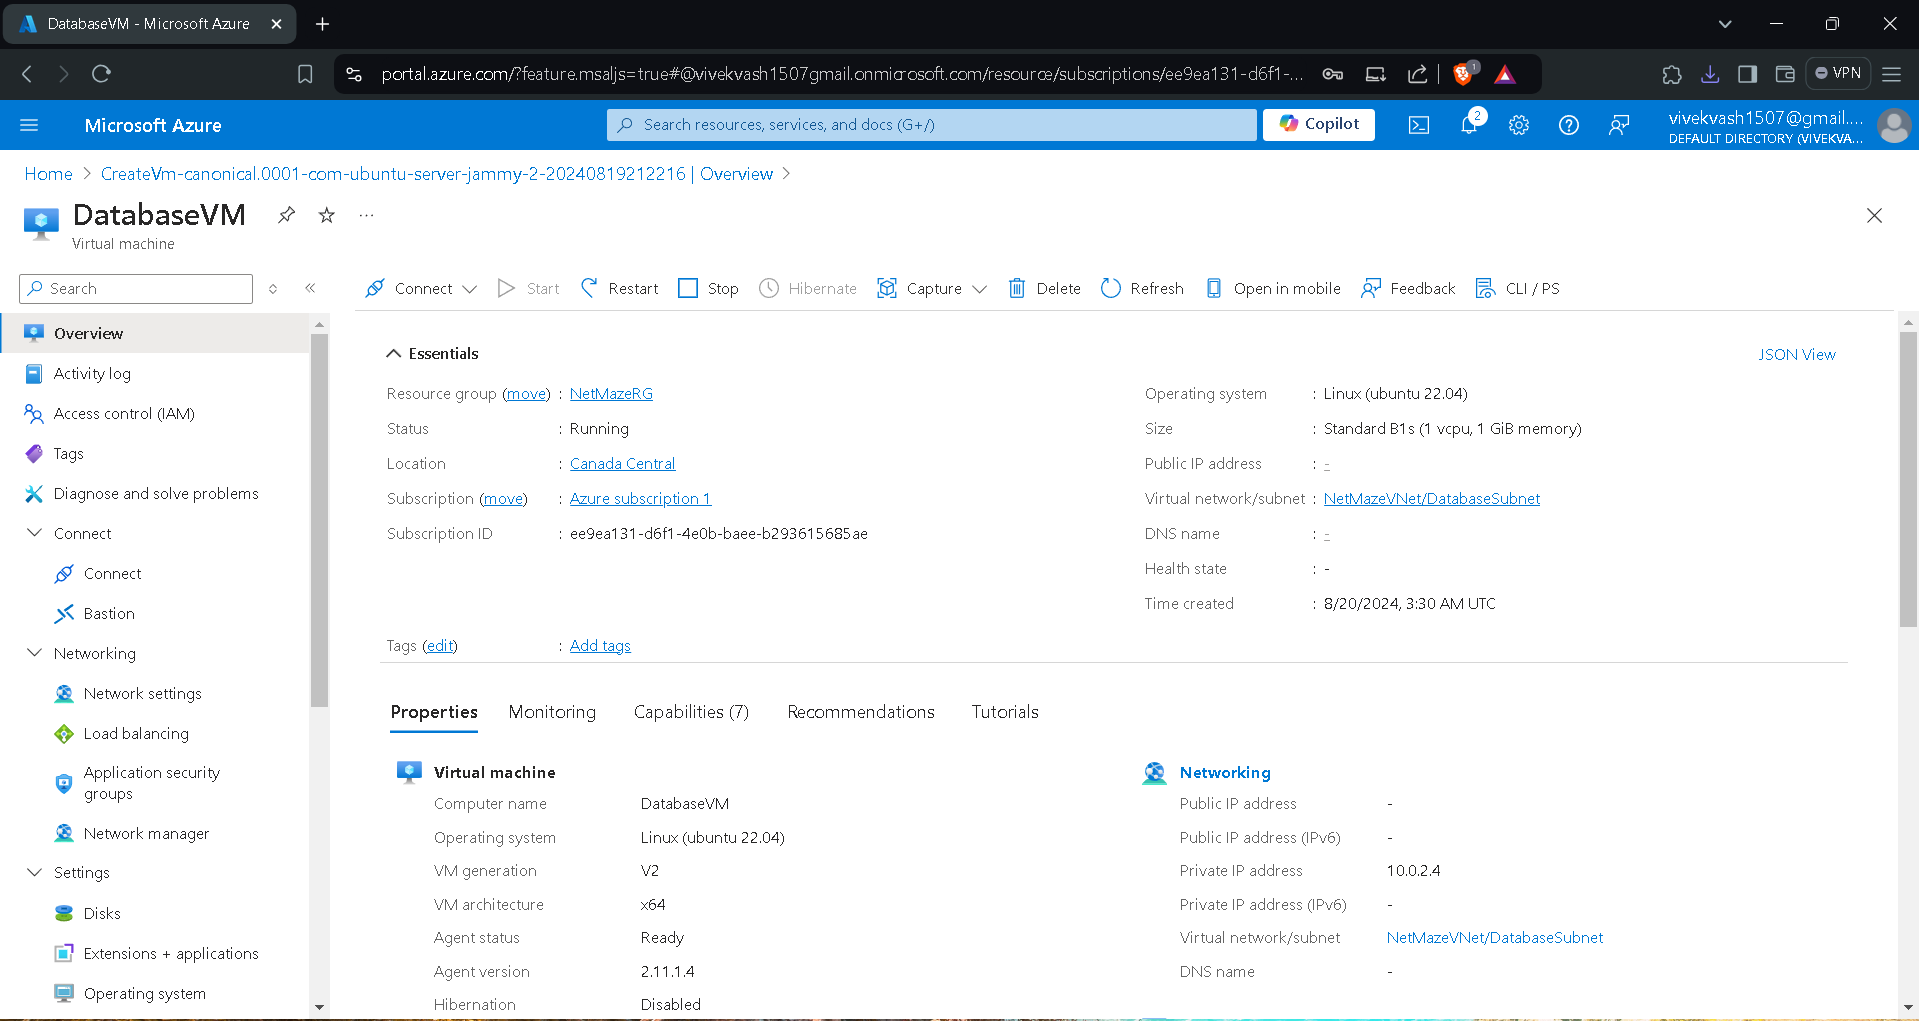 DatabaseVM - Microsoft Azure
portal.azure.com/?feature.msaljs=true#@vivekvash1507gmail.onmicrosoft.com/resource/subscriptions/ee9ea131-d6f1-...
1
VPN
Microsoft Azure
Search resources, services, and docs (G+/)
Copilot
2
vivekvash1507@gmail....
DEFAULT DIRECTORY (VIVEKVA...
Home > CreateVm-canonical.0001-com-ubuntu-server-jammy-2-20240819212216 | Overview >
DatabaseVM
Virtual machine
Search
Connect
Start
Restart
Stop
Hibernate
Capture
Delete
Refresh
Open in mobile
Feedback
CLI / PS
Overview
Activity log
Access control (IAM)
Tags
Diagnose and solve problems
Connect
Connect
Bastion
Networking
Network settings
Load balancing
Application security
groups
Network manager
Settings
Disks
Extensions + applications
Operating system
Essentials
JSON View
Resource group (move) : NetMazeRG
Status : Running
Location : Canada Central
Subscription (move) : Azure subscription 1
Subscription ID : ee9ea131-d6f1-4e0b-baee-b293615685ae
Operating system : Linux (ubuntu 22.04)
Size : Standard B1s (1 vcpu, 1 GiB memory)
Public IP address : -
Virtual network/subnet : NetMazeVNet/DatabaseSubnet
DNS name : -
Health state : -
Time created : 8/20/2024, 3:30 AM UTC
Tags (edit) : Add tags
Properties
Monitoring
Capabilities (7)
Recommendations
Tutorials
Virtual machine
Computer name DatabaseVM
Operating system Linux (ubuntu 22.04)
VM generation V2
VM architecture x64
Agent status Ready
Agent version 2.11.1.4
Hibernation Disabled
Networking
Public IP address -
Public IP address (IPv6) -
Private IP address 10.0.2.4
Private IP address (IPv6) -
Virtual network/subnet NetMazeVNet/DatabaseSubnet
DNS name -